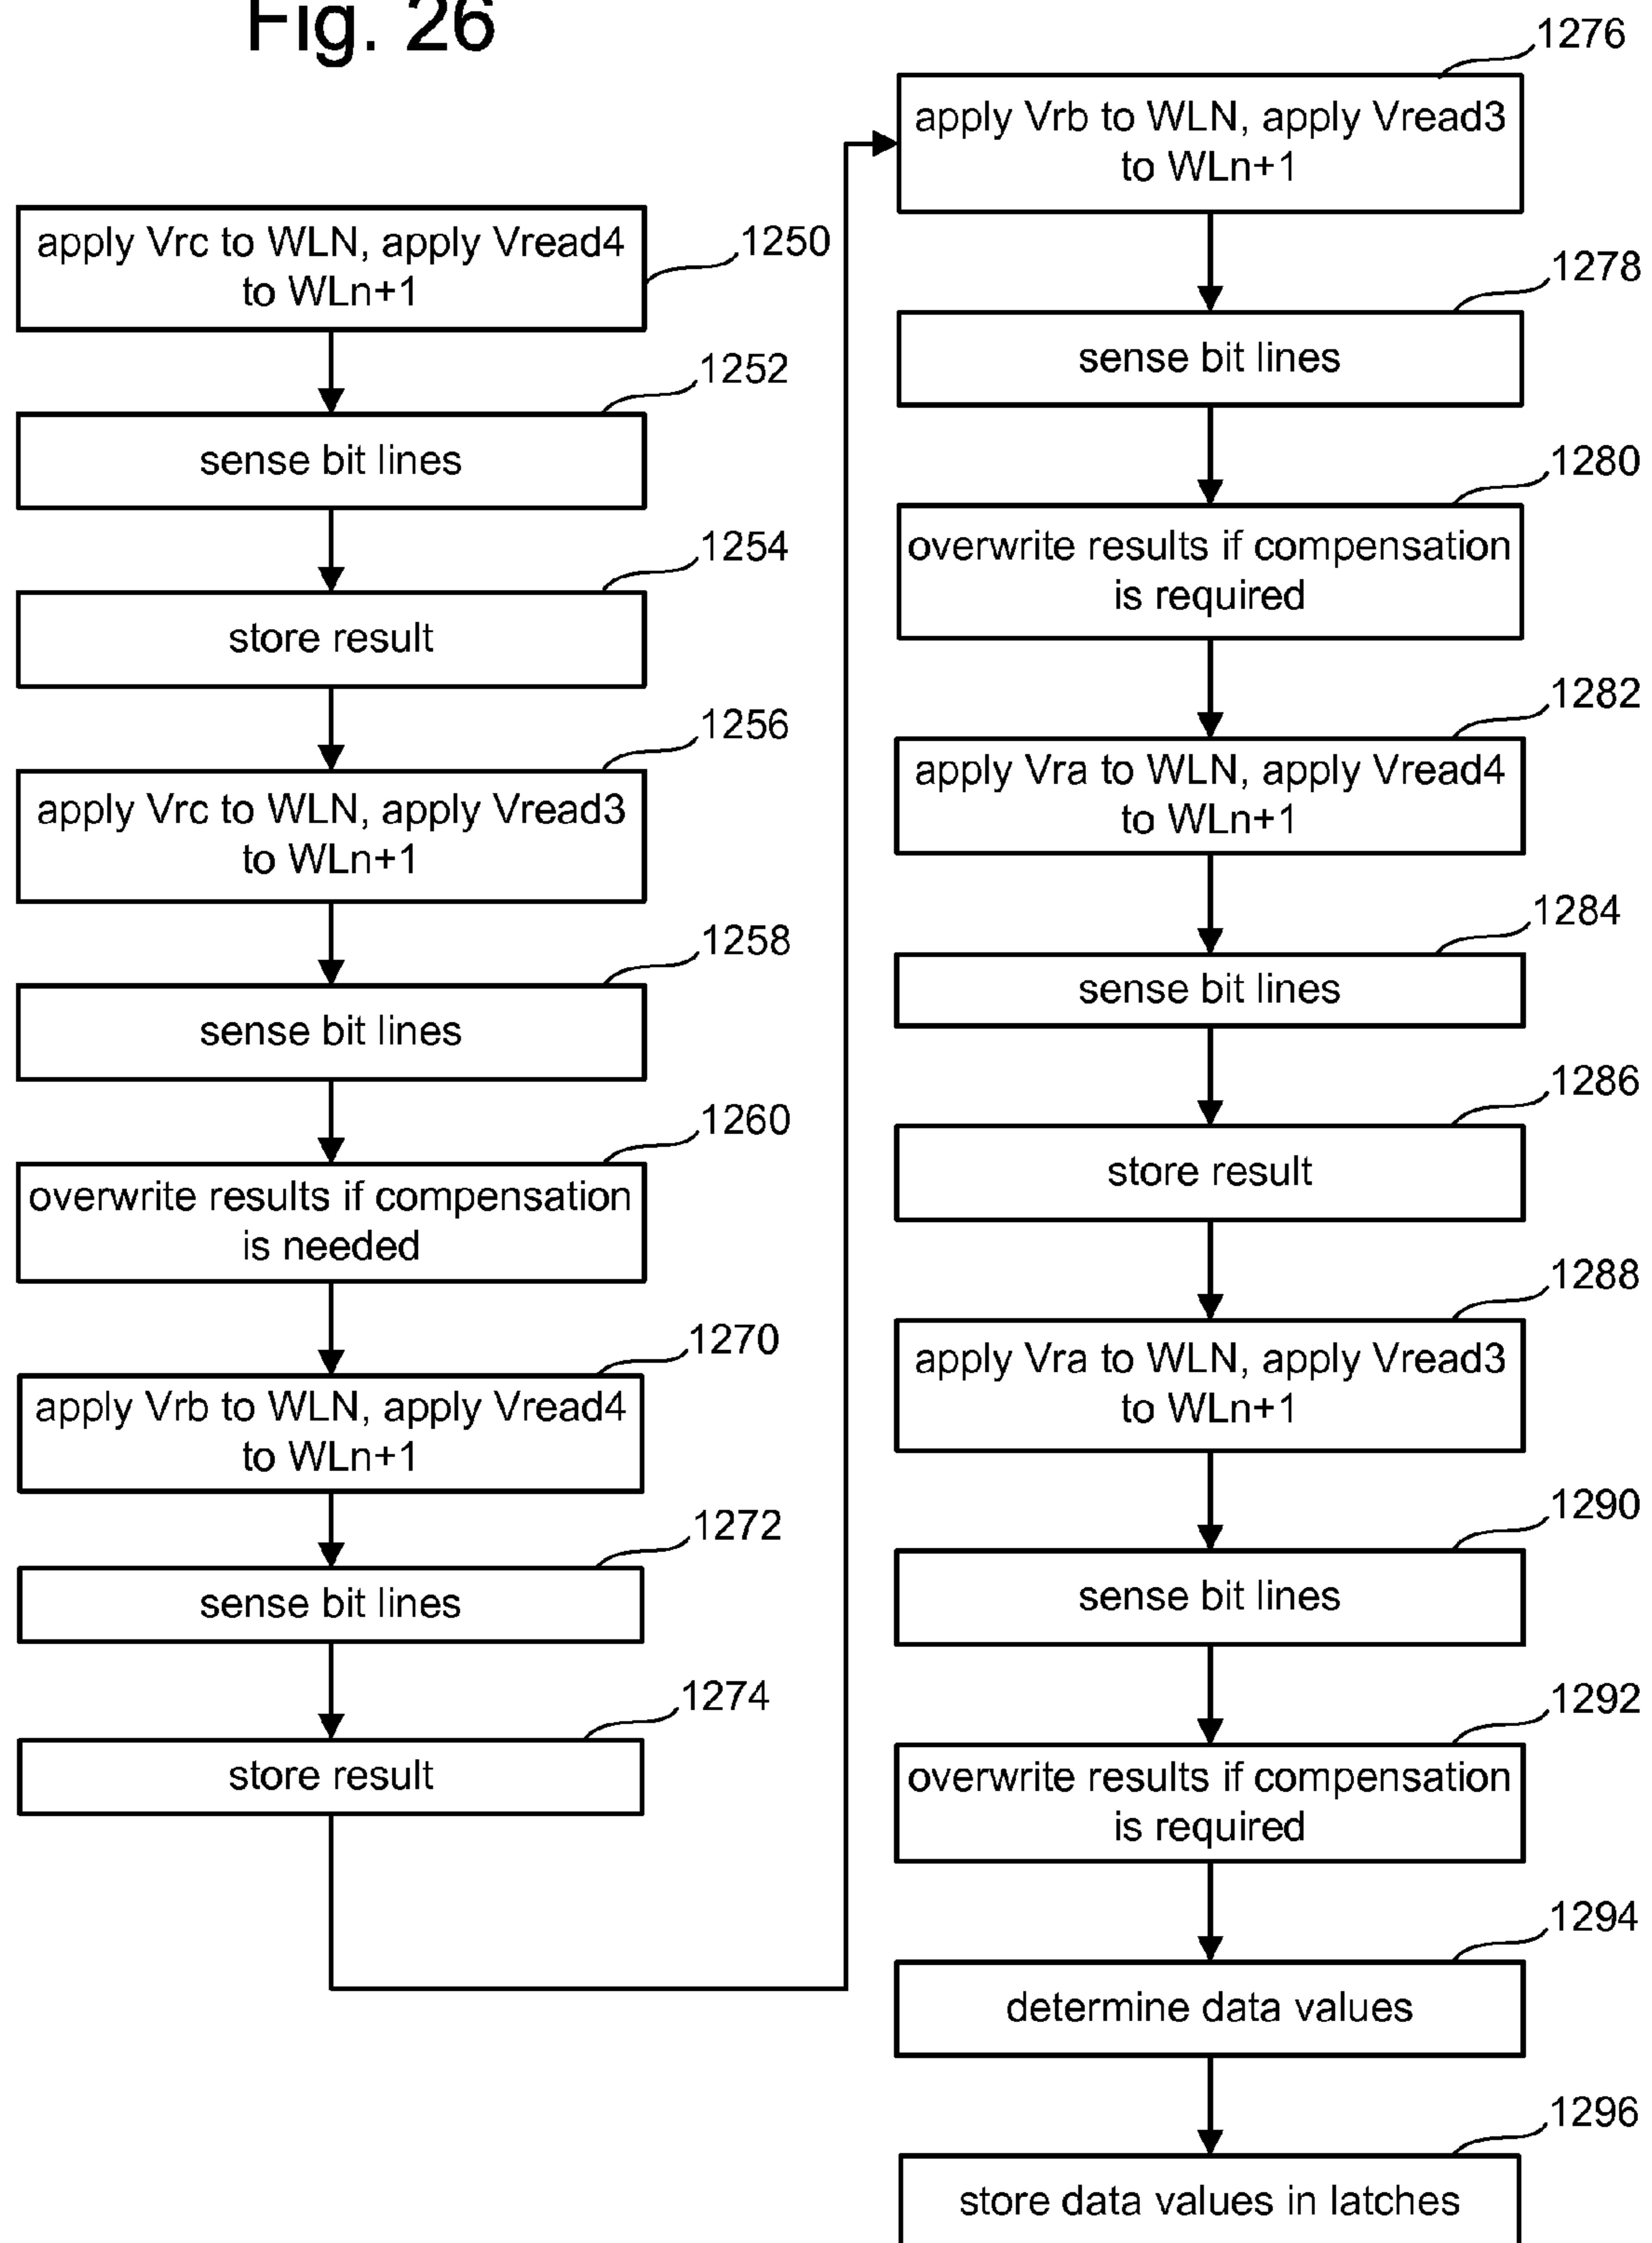 Fig. 26
apply Vrc to WLN, apply Vread4
to WLn+1
1250
sense bit lines
1252
store result
1254
apply Vrc to WLN, apply Vread3
to WLn+1
1256
sense bit lines
1258
overwrite results if compensation
is needed
1260
apply Vrb to WLN, apply Vread4
to WLn+1
1270
sense bit lines
1272
store result
1274
apply Vrb to WLN, apply Vread3
to WLn+1
1276
sense bit lines
1278
overwrite results if compensation
is required
1280
apply Vra to WLN, apply Vread4
to WLn+1
1282
sense bit lines
1284
store result
1286
apply Vra to WLN, apply Vread3
to WLn+1
1288
sense bit lines
1290
overwrite results if compensation
is required
1292
determine data values
1294
store data values in latches
1296